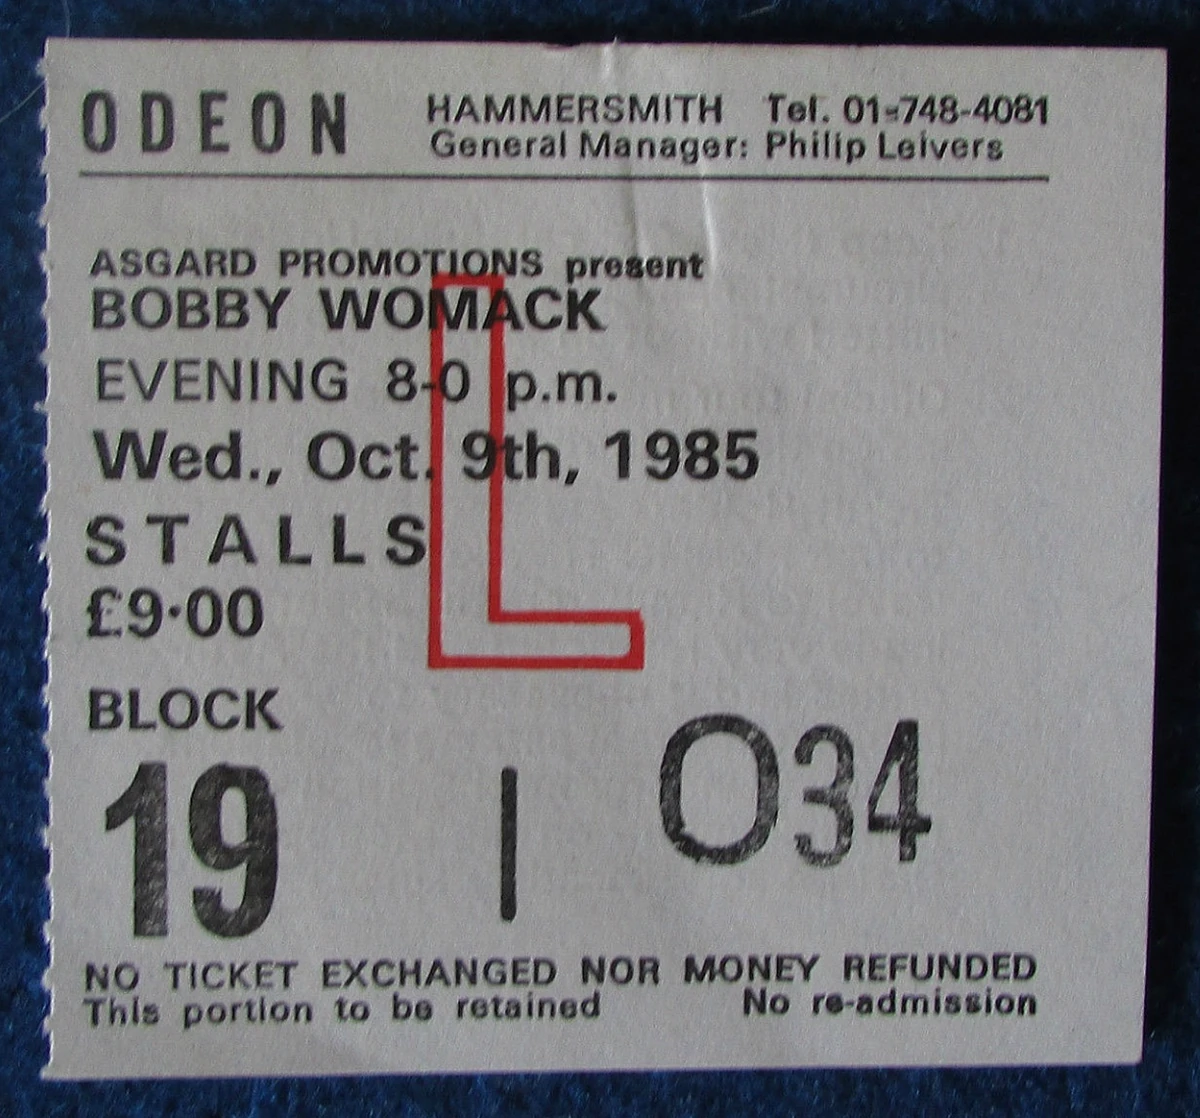 ODEON HAMMERSMITH Tel. 01-748-4081
General Manager: Philip Leivers
ASGARD PROMOTIONS present
BOBBY WOMACK
EVENING 8-0 p.m.
Wed., Oct. 9th, 1985
STALLS
L
£9·00
BLOCK
19 | O34
NO TICKET EXCHANGED NOR MONEY REFUNDED
This portion to be retained No re-admission